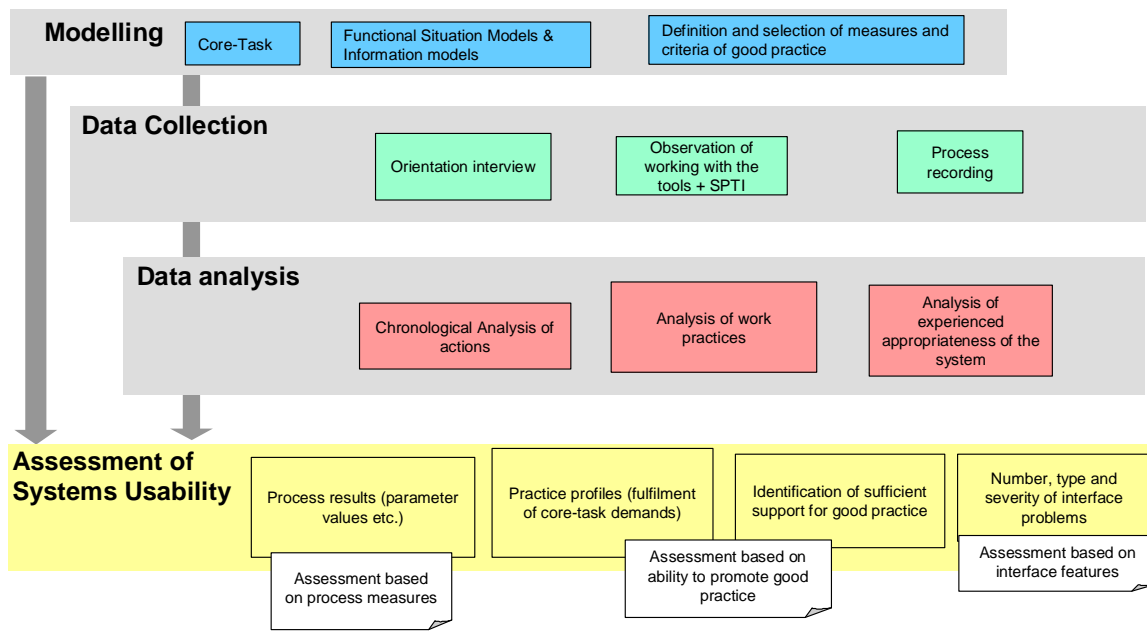 Modelling
Core-Task
Functional Situation Models &
Information models
Definition and selection of measures and
criteria of good practice
Data Collection
Orientation interview
Observation of
working with the
tools + SPTI
Process
recording
Data analysis
Chronological Analysis of
actions
Analysis of work
practices
Analysis of
experienced
appropriateness of the
system
Assessment of
Systems Usability
Process results (parameter
values etc.)
Practice profiles (fulfilment
of core-task demands)
Identification of sufficient
support for good practice
Number, type and
severity of interface
problems
Assessment based
on process measures
Assessment based on
ability to promote good
practice
Assessment based on
interface features